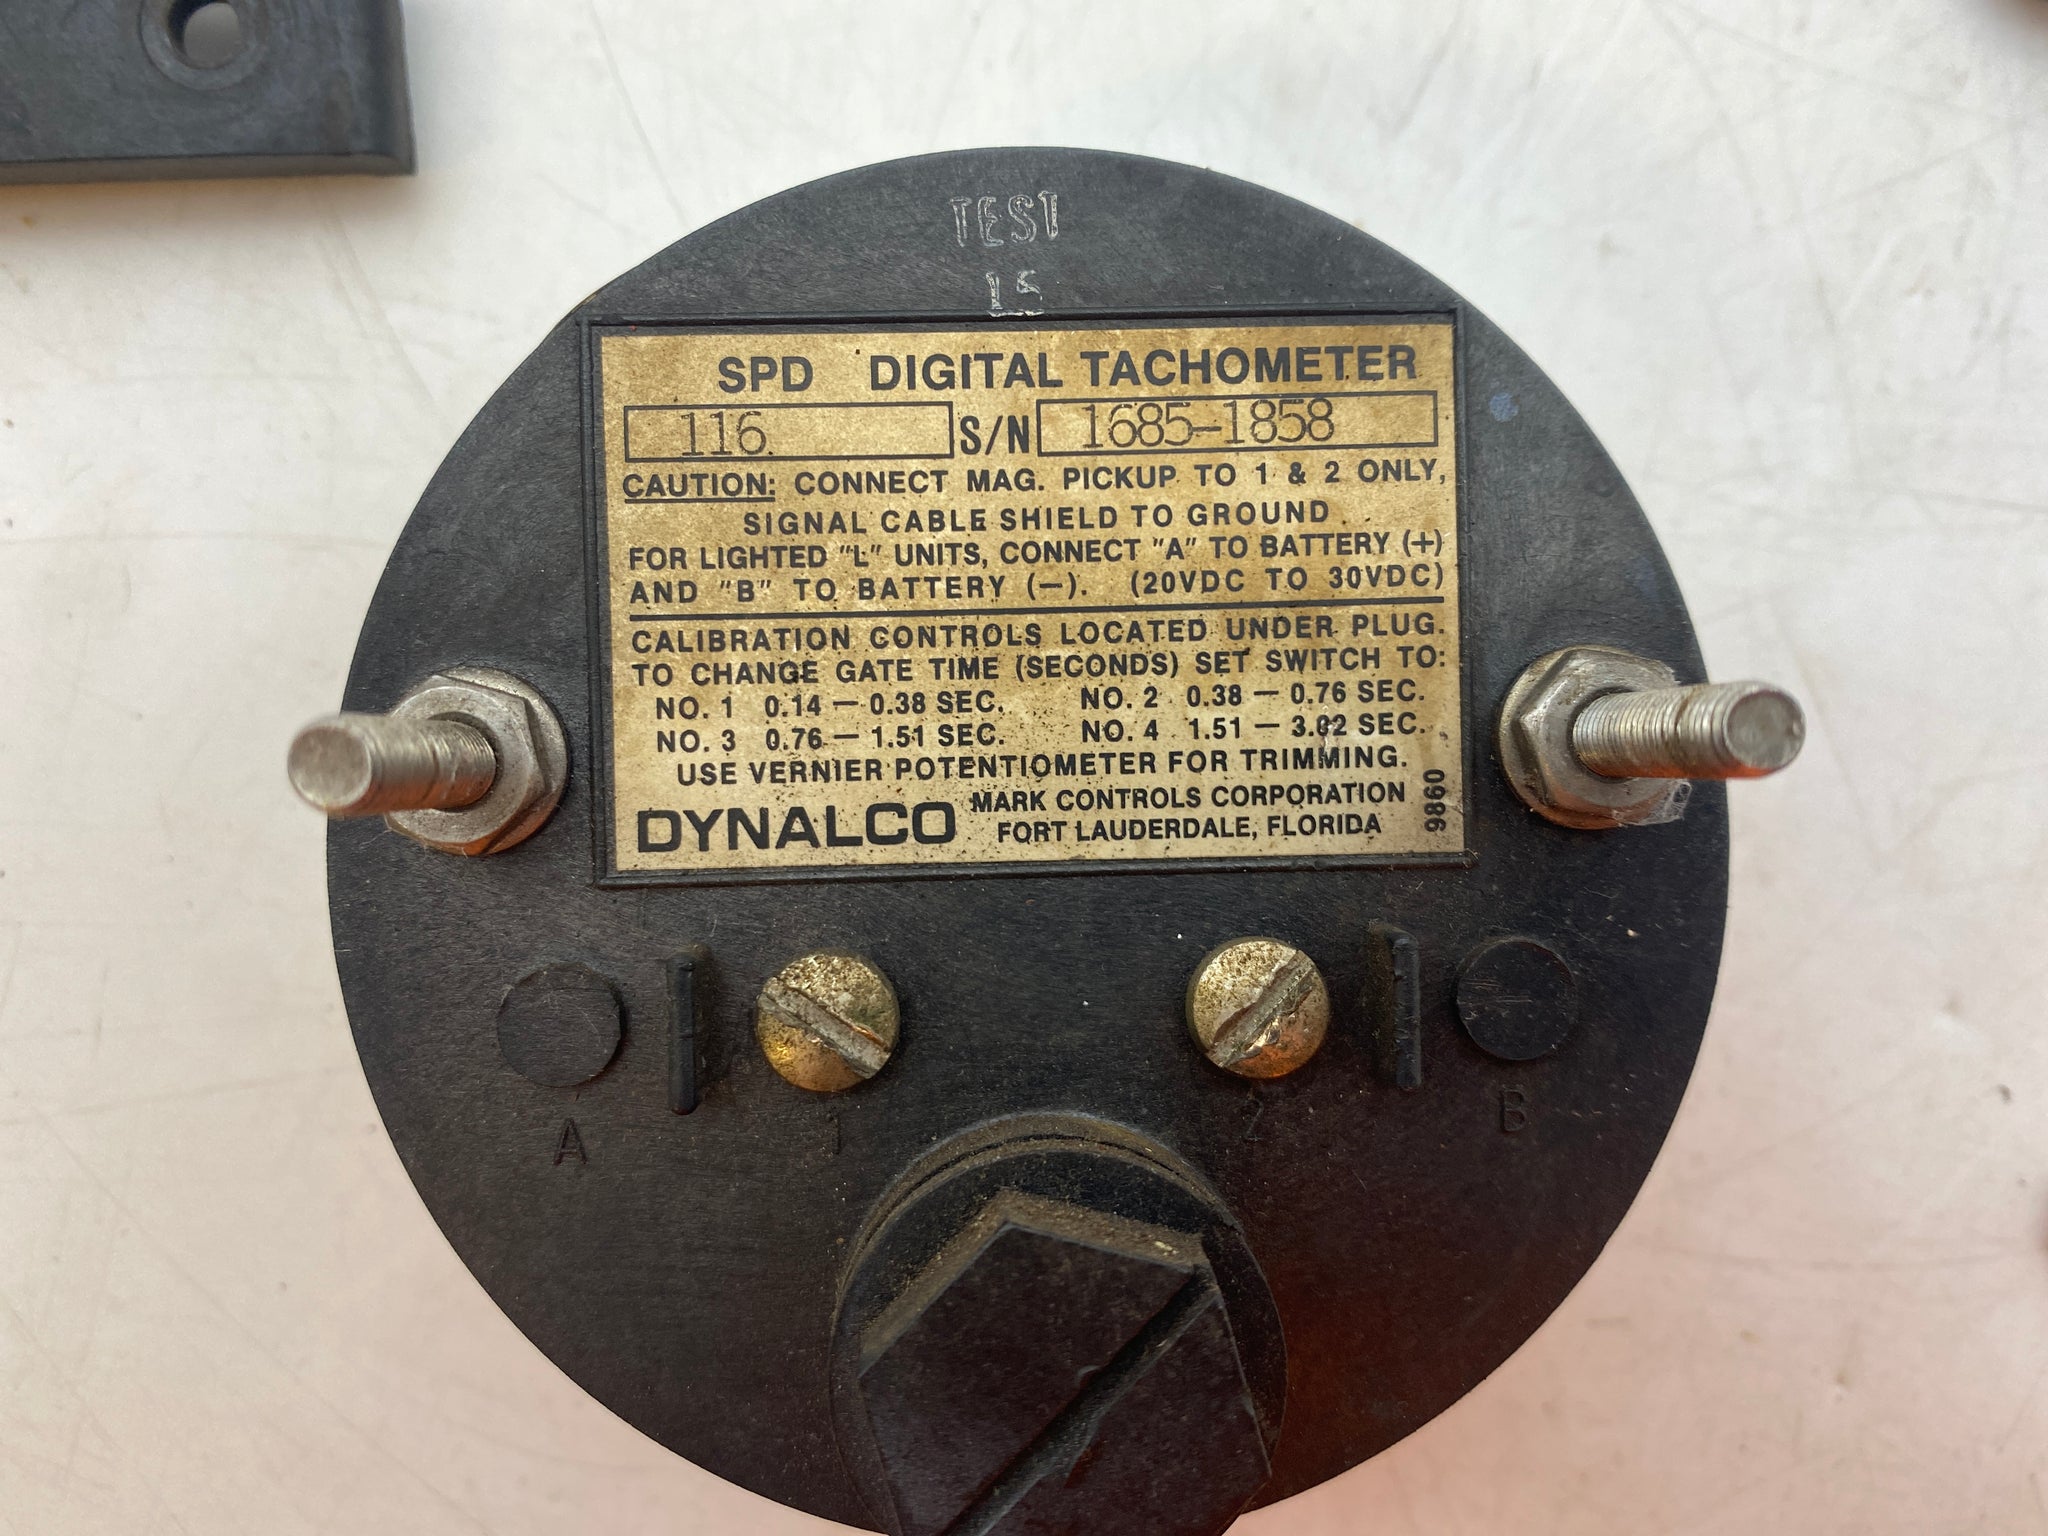 TEST
SPD DIGITAL TACHOMETER
116 S/N 1685-1858
CAUTION: CONNECT MAG. PICKUP TO 1 & 2 ONLY,
SIGNAL CABLE SHIELD TO GROUND
FOR LIGHTED "L" UNITS, CONNECT "A" TO BATTERY (+)
AND "B" TO BATTERY (—). (20VDC TO 30VDC)
CALIBRATION CONTROLS LOCATED UNDER PLUG.
TO CHANGE GATE TIME (SECONDS) SET SWITCH TO:
NO. 1 0.14 — 0.38 SEC. NO. 2 0.38 — 0.76 SEC.
NO. 3 0.76 — 1.51 SEC. NO. 4 1.51 — 3.02 SEC.
USE VERNIER POTENTIOMETER FOR TRIMMING.
DYNALCO MARK CONTROLS CORPORATION
FORT LAUDERDALE, FLORIDA
9860
A 1 2 B